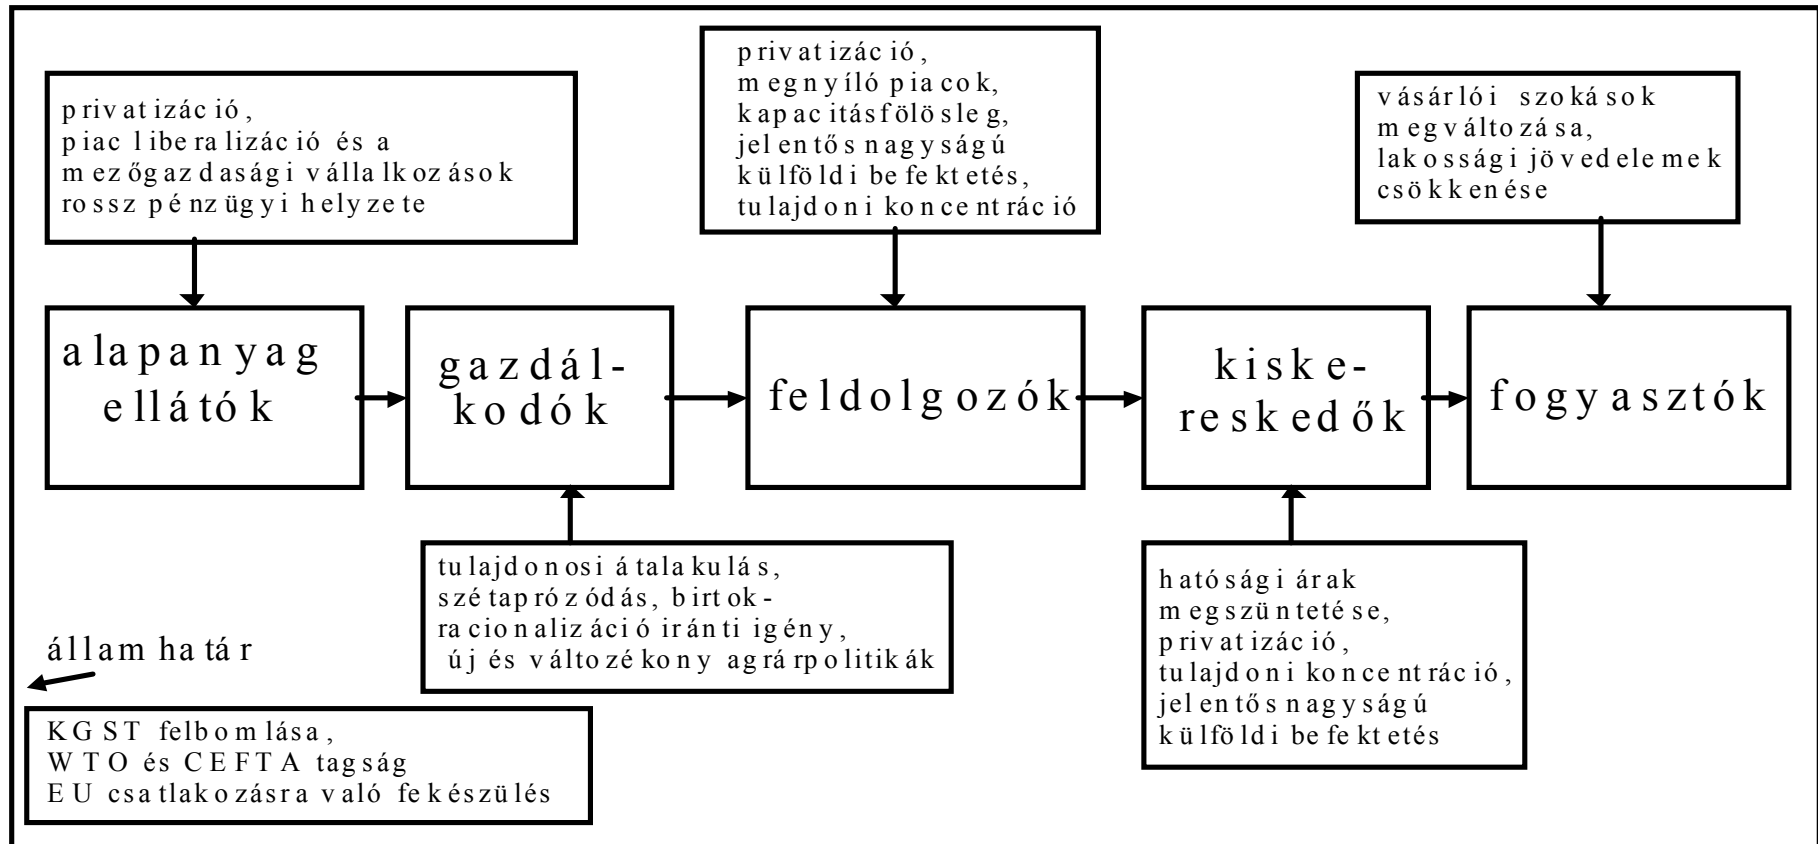 privatizáció,
piac liberalizáció és a
mezőgazdasági vállalkozások
rossz pénzügyi helyzete
privatizáció,
megnyíló piacok,
kapacitásfölösleg,
jelentős nagyságú
külföldi befektetés,
tulajdoni koncentráció
vásárlói szokások
megváltozása,
lakossági jövedelemek
csökkenése
alapanyag
ellátók
gazdál-
kodók
feldolgozók
kiske-
reskedők
fogyasztók
tulajdonosi átalakulás,
szétaprózódás, birtok-
racionalizáció iránti igény,
új és változékony agrárpolitikák
hatósági árak
megszüntetése,
privatizáció,
tulajdoni koncentráció,
jelentős nagyságú
külföldi befektetés
államhatár
KGST felbomlása,
WTO és CEFTA tagság
EU csatlakozásra való fekészülés